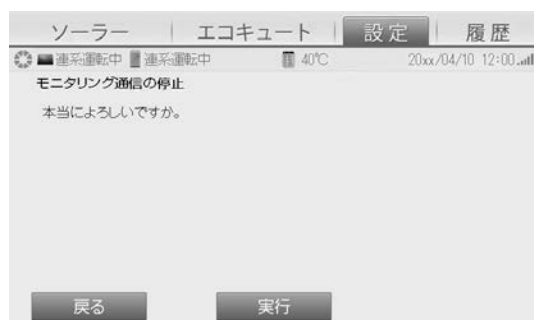 ソーラー エコキュート 設定 履歴
連系運転中 連系運転中 40℃ 20xx/04/10 12:00
モニタリング通信の停止
本当によろしいですか。
戻る 実行